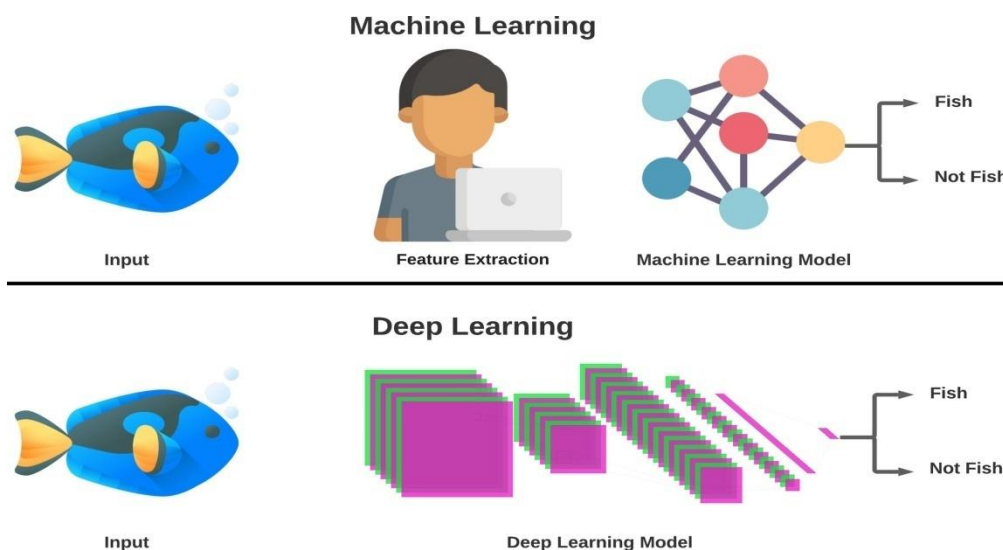 Machine Learning
Fish
Not Fish
Input
Feature Extraction
Machine Learning Model
Deep Learning
Fish
Not Fish
Input
Deep Learning Model